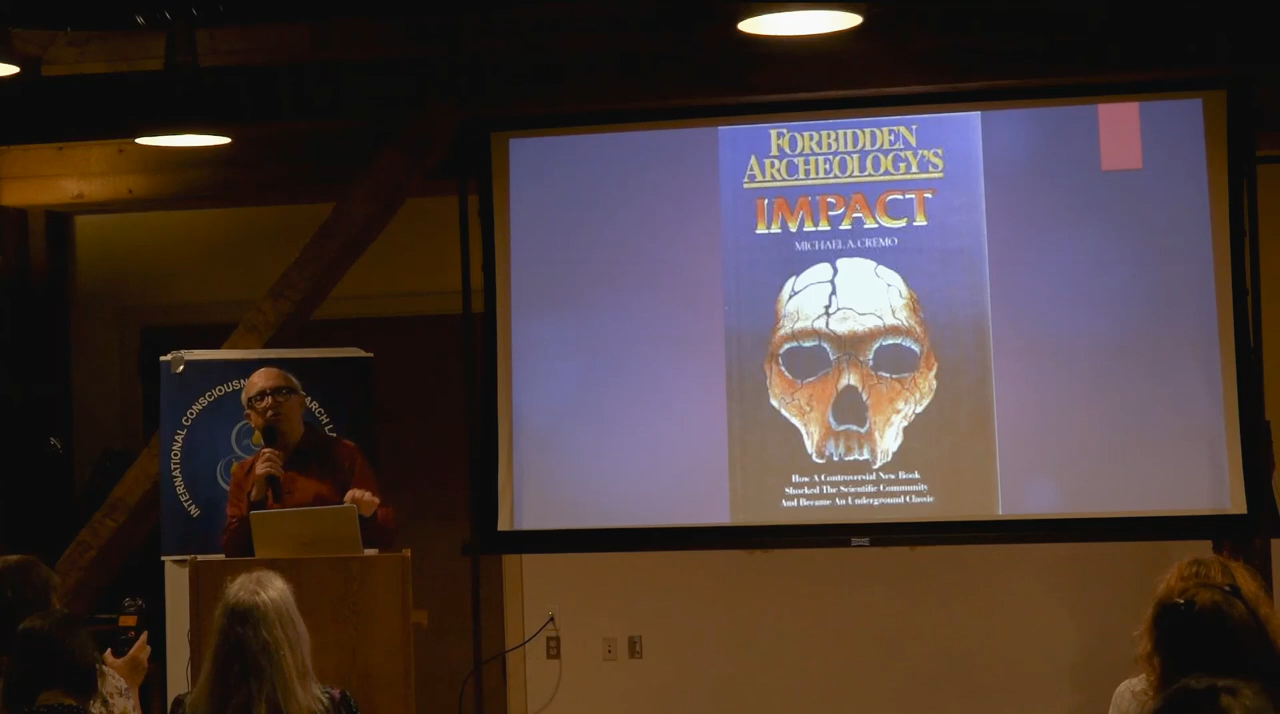 FORBIDDEN
ARCHEOLOGY'S
IMPACT
MICHAEL A. CREMO
How A Controversial New Book
Shocked The Scientific Community
And Became An Underground Classic
INTERNATIONAL CONSCIOUSN
ARCH LA